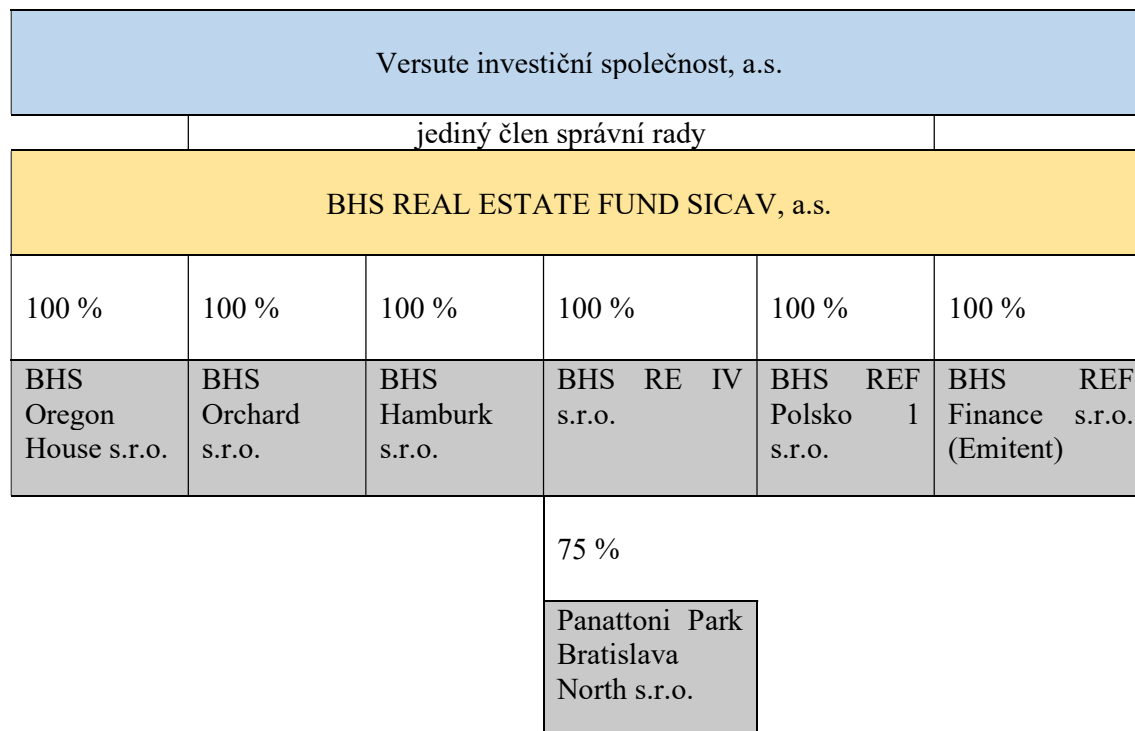 Versute investiční společnost, a.s.
jediný člen správní rady
BHS REAL ESTATE FUND SICAV, a.s.
100 % 100 % 100 % 100 % 100 % 100 %
BHS
Oregon
House s.r.o.
BHS
Orchard
s.r.o.
BHS
Hamburk
s.r.o.
BHS RE IV
s.r.o.
BHS REF
Polsko 1
s.r.o.
BHS REF
Finance s.r.o.
(Emitent)
75 %
Panattoni Park
Bratislava
North s.r.o.